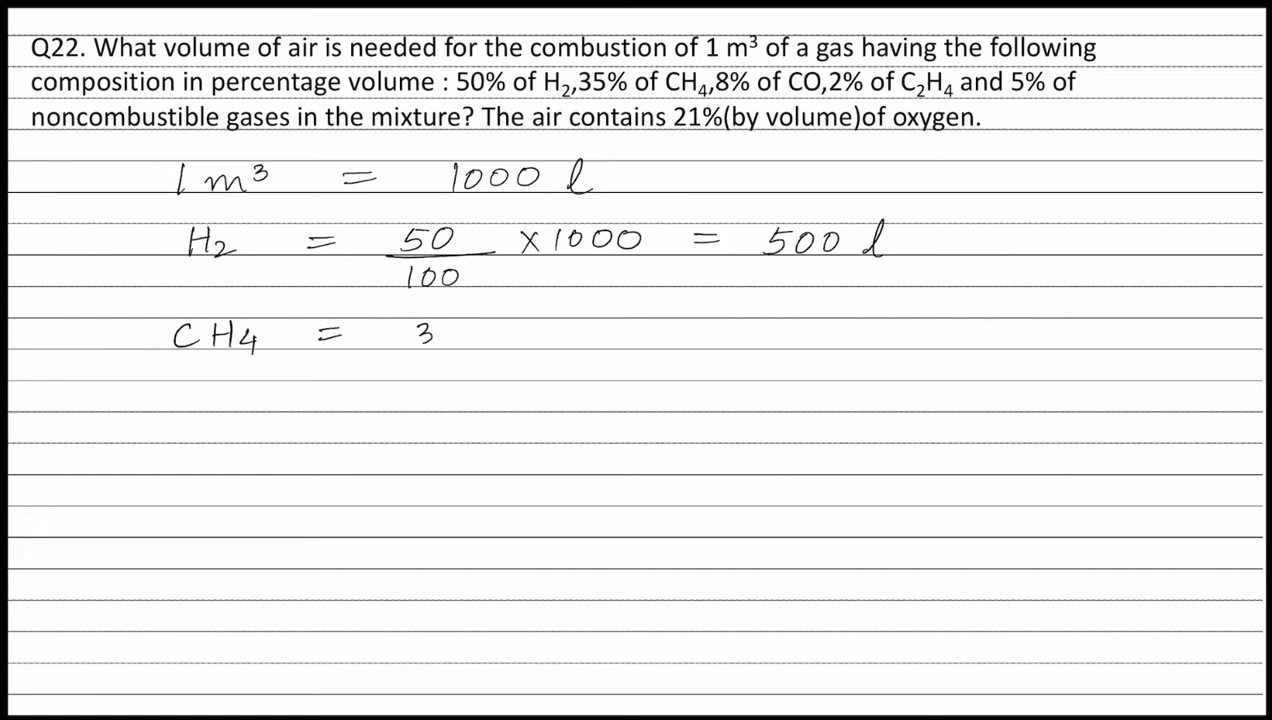 Q22. What volume of air is needed for the combustion of 1 m³ of a gas having the following
composition in percentage volume : 50% of H₂,35% of CH₄,8% of CO,2% of C₂H₄ and 5% of
noncombustible gases in the mixture? The air contains 21%(by volume)of oxygen.
1 m³ = 1000 l
H₂ = 50/100 × 1000 = 500 l
CH₄ = 3